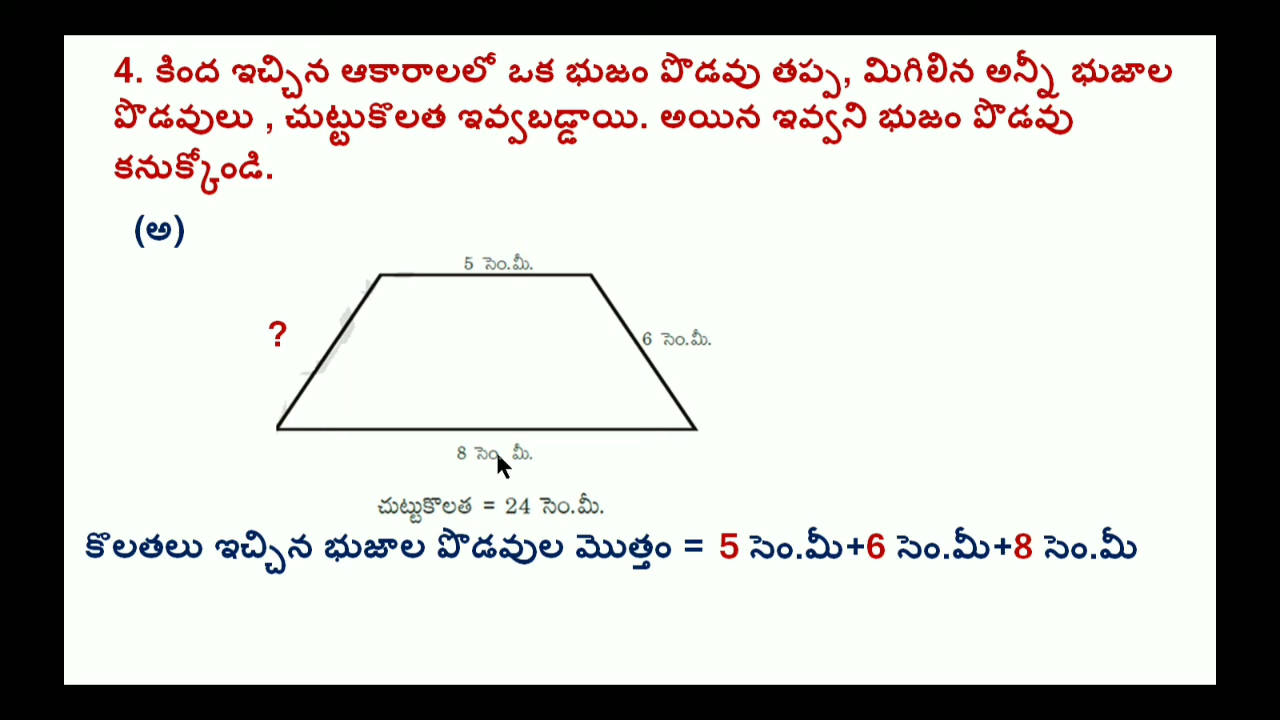 4. కింద ఇచ్చిన ఆకారాలలో ఒక భుజం పొడవు తప్ప, మిగిలిన అన్నీ భుజాల
పొడవులు , చుట్టుకొలత ఇవ్వబడ్డాయి. అయిన ఇవ్వని భుజం పొడవు
కనుక్కోండి.
(అ)
5 సెం.మీ.
?
6 సెం.మీ.
8 సెం. మీ.
చుట్టుకొలత = 24 సెం.మీ.
కొలతలు ఇచ్చిన భుజాల పొడవుల మొత్తం = 5 సెం.మీ+6 సెం.మీ+8 సెం.మీ